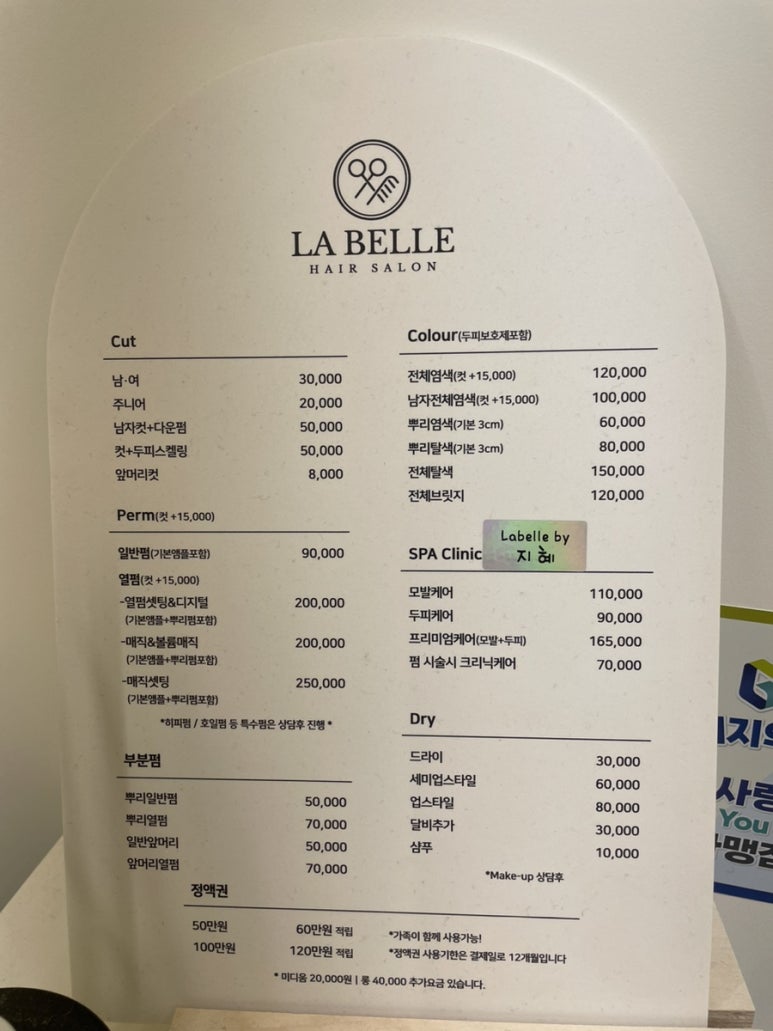 LA BELLE
HAIR SALON
Cut
남·여 30,000
주니어 20,000
남자컷+다운펌 50,000
컷+두피스켈링 50,000
앞머리컷 8,000
Perm(컷 +15,000)
일반펌(기본앰플포함) 90,000
열펌(컷 +15,000)
-열펌셋팅&디지털 200,000
(기본앰플+뿌리펌포함)
-매직&볼륨매직 200,000
(기본앰플+뿌리펌포함)
-매직셋팅 250,000
(기본앰플+뿌리펌포함)
*히피펌 / 호일펌 등 특수펌은 상담후 진행 *
부분펌
뿌리일반펌 50,000
뿌리열펌 70,000
일반앞머리 50,000
앞머리열펌 70,000
Colour(두피보호제포함)
전체염색(컷 +15,000) 120,000
남자전체염색(컷 +15,000) 100,000
뿌리염색(기본 3cm) 60,000
뿌리탈색(기본 3cm) 80,000
전체탈색 150,000
전체브릿지 120,000
Labelle by
지혜
SPA Clinic
모발케어 110,000
두피케어 90,000
프리미엄케어(모발+두피) 165,000
펌 시술시 크리닉케어 70,000
Dry
드라이 30,000
세미업스타일 60,000
업스타일 80,000
달비추가 30,000
샴푸 10,000
*Make-up 상담후
정액권
50만원 60만원 적립 *가족이 함께 사용가능!
100만원 120만원 적립 *정액권 사용기한은 결제일로 12개월입니다
* 미디움 20,000원 | 롱 40,000 추가요금 있습니다.
사랑
You